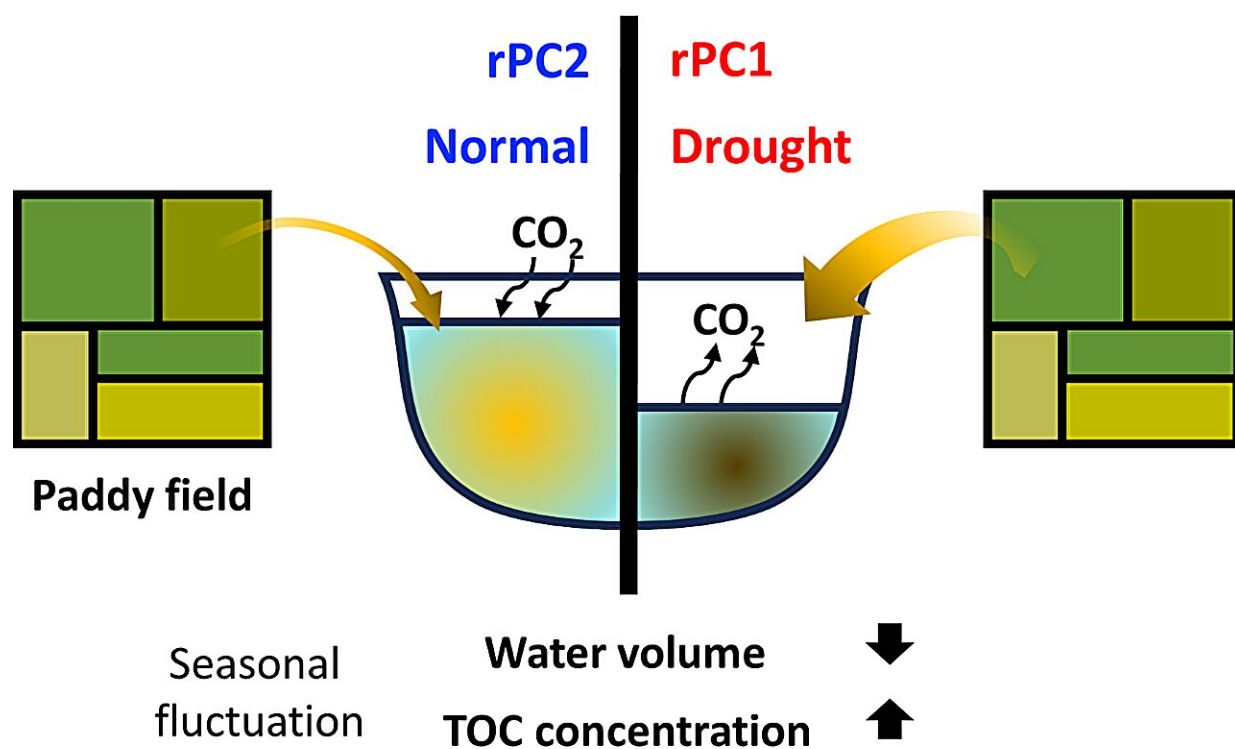 rPC2
Normal
rPC1
Drought
CO₂
CO₂
Paddy field
Seasonal
fluctuation
Water volume
TOC concentration